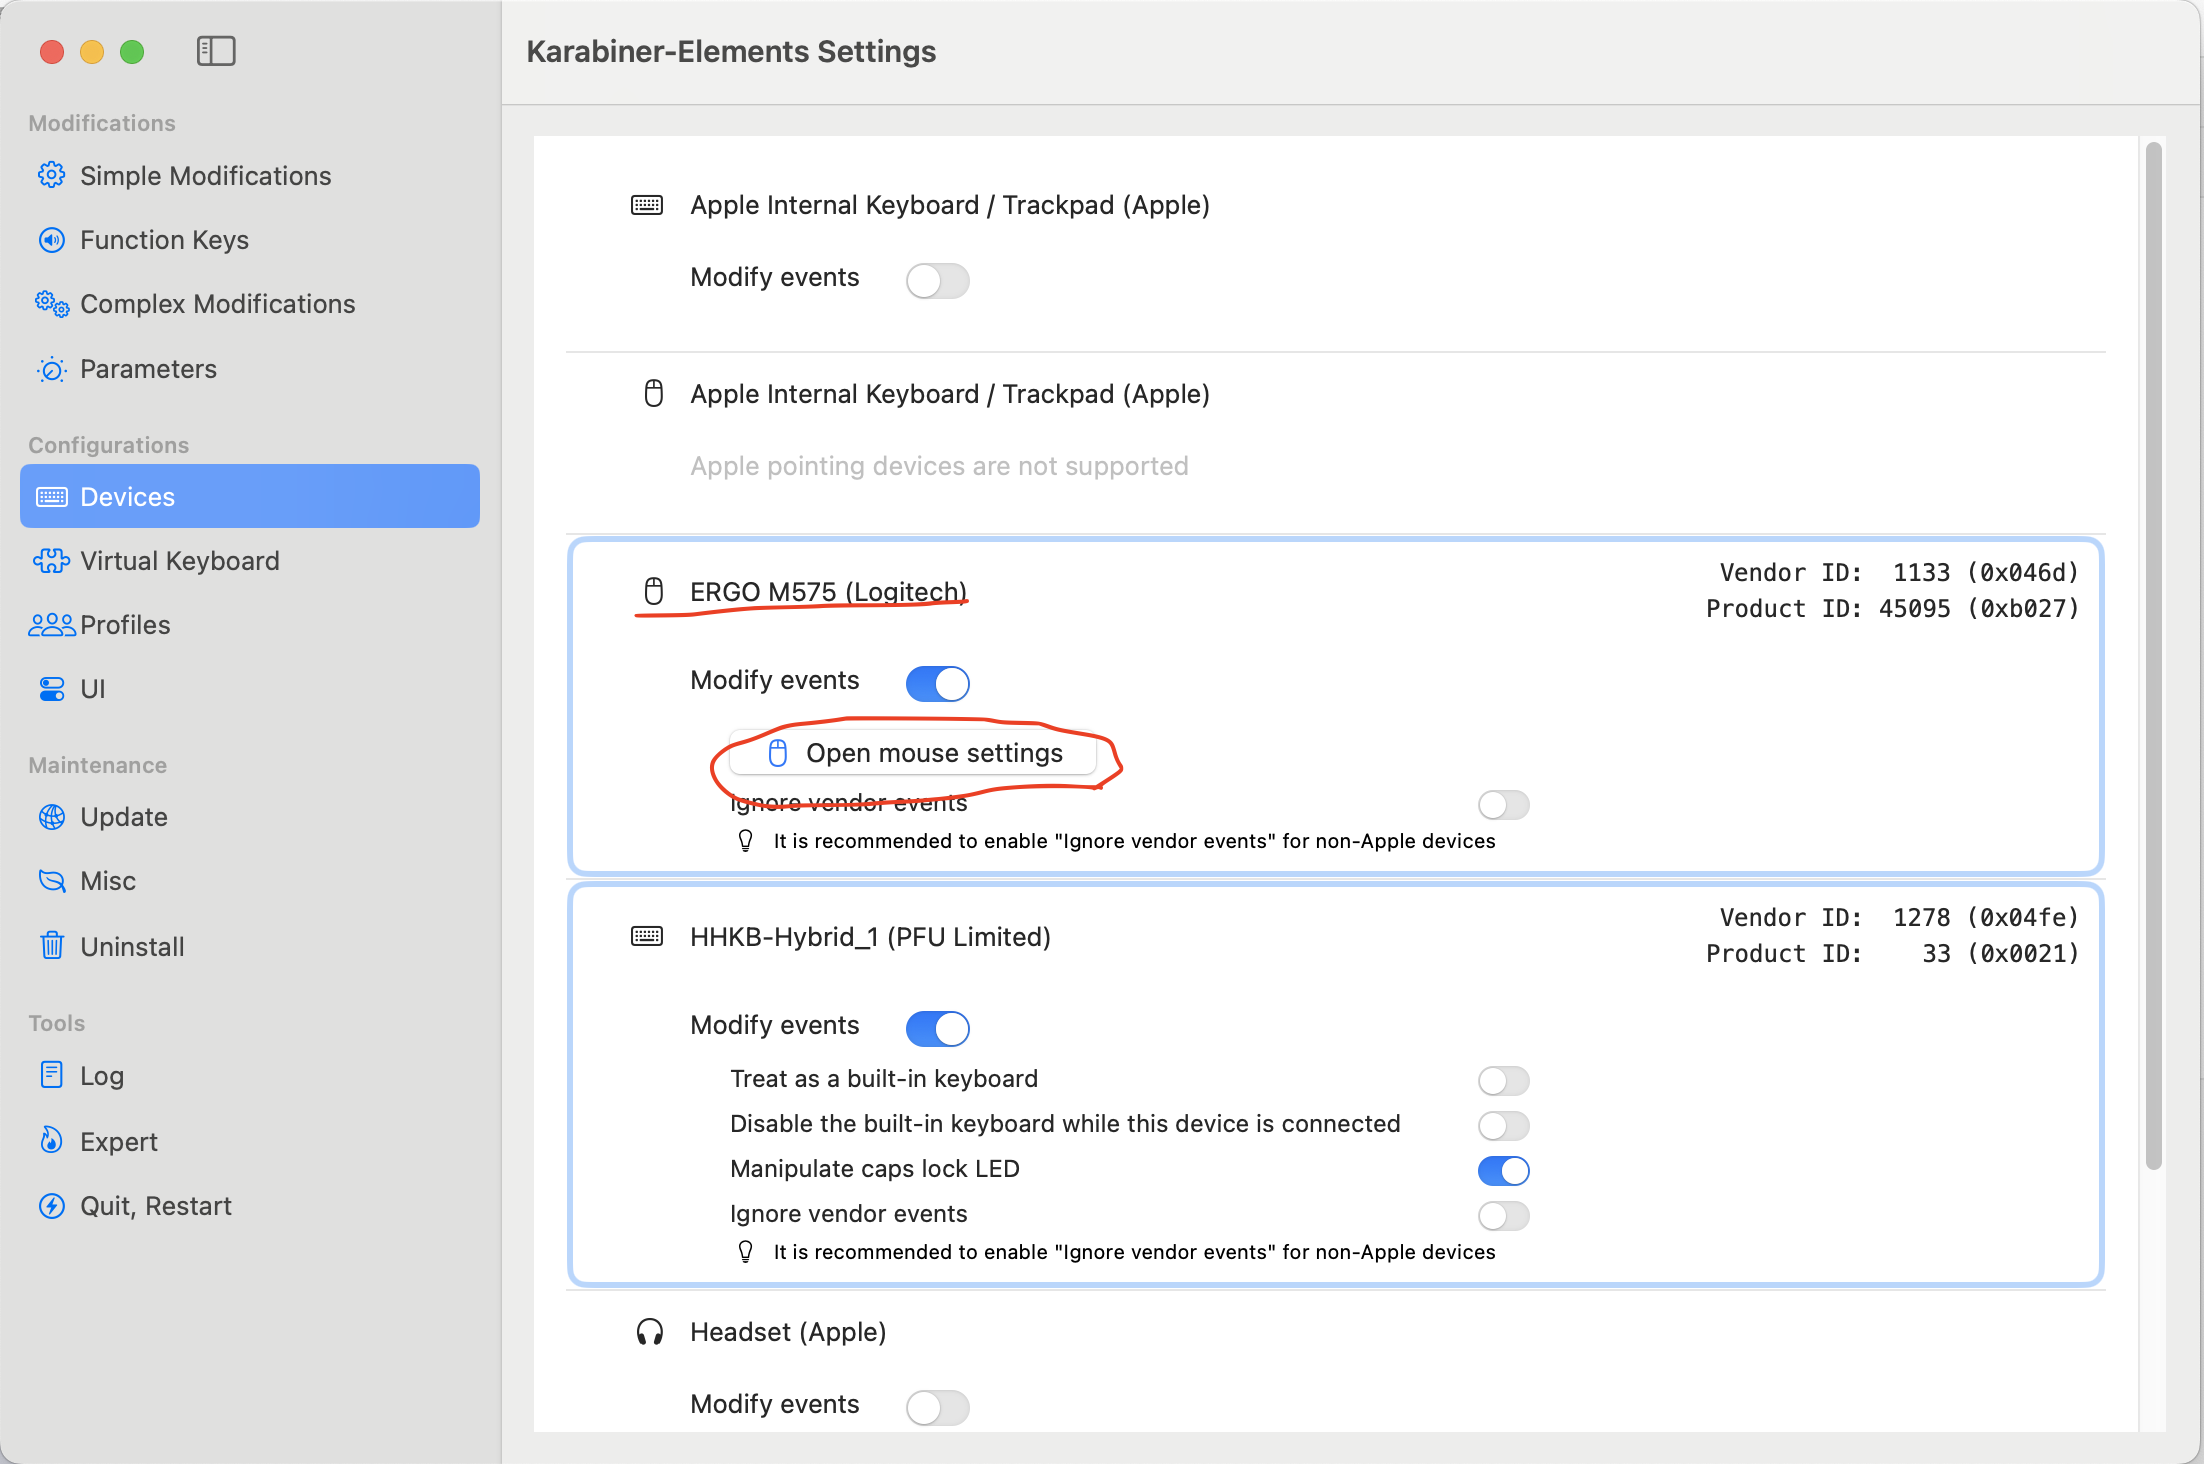 Karabiner-Elements Settings
Modifications
Simple Modifications
Function Keys
Complex Modifications
Parameters
Configurations
Devices
Virtual Keyboard
Profiles
UI
Maintenance
Update
Misc
Uninstall
Tools
Log
Expert
Quit, Restart
Apple Internal Keyboard / Trackpad (Apple)
Modify events
Apple Internal Keyboard / Trackpad (Apple)
Apple pointing devices are not supported
ERGO M575 (Logitech)
Vendor ID: 1133 (0x046d)
Product ID: 45095 (0xb027)
Modify events
Open mouse settings
Ignore vendor events
It is recommended to enable "Ignore vendor events" for non-Apple devices
HHKB-Hybrid_1 (PFU Limited)
Vendor ID: 1278 (0x04fe)
Product ID: 33 (0x0021)
Modify events
Treat as a built-in keyboard
Disable the built-in keyboard while this device is connected
Manipulate caps lock LED
Ignore vendor events
It is recommended to enable "Ignore vendor events" for non-Apple devices
Headset (Apple)
Modify events